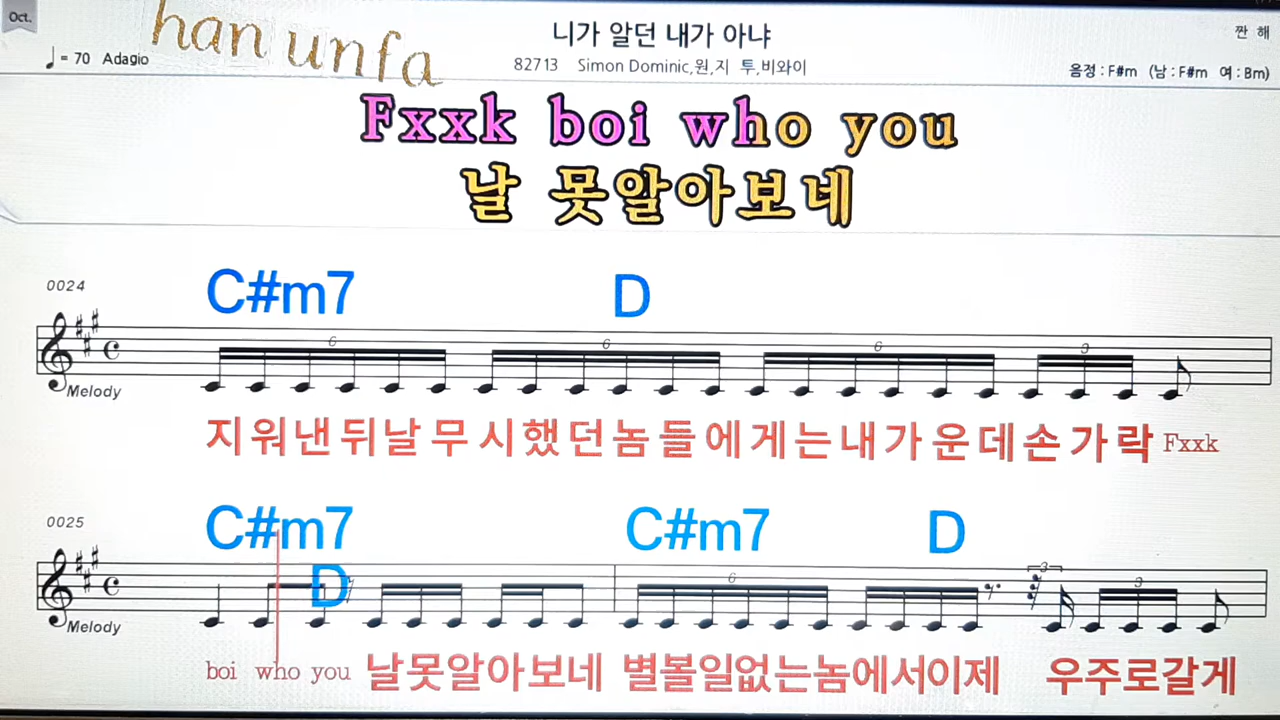 Oct.
han unfa
니가 알던 내가 아냐
짠 해
♩ = 70 Adagio
82713 Simon Dominic,원,지 투,비와이
음정 : F#m (남 : F#m 여 : Bm)
Fxxk boi who you
날 못알아보네
0024
C#m7 D
6 6 6 3
Melody
지워낸뒤날무시했던놈들에게는내가운데손가락 Fxxk
0025
C#m7 D C#m7 D
6 3 3
Melody
boi who you 날못알아보네 별볼일없는놈에서이제 우주로갈게